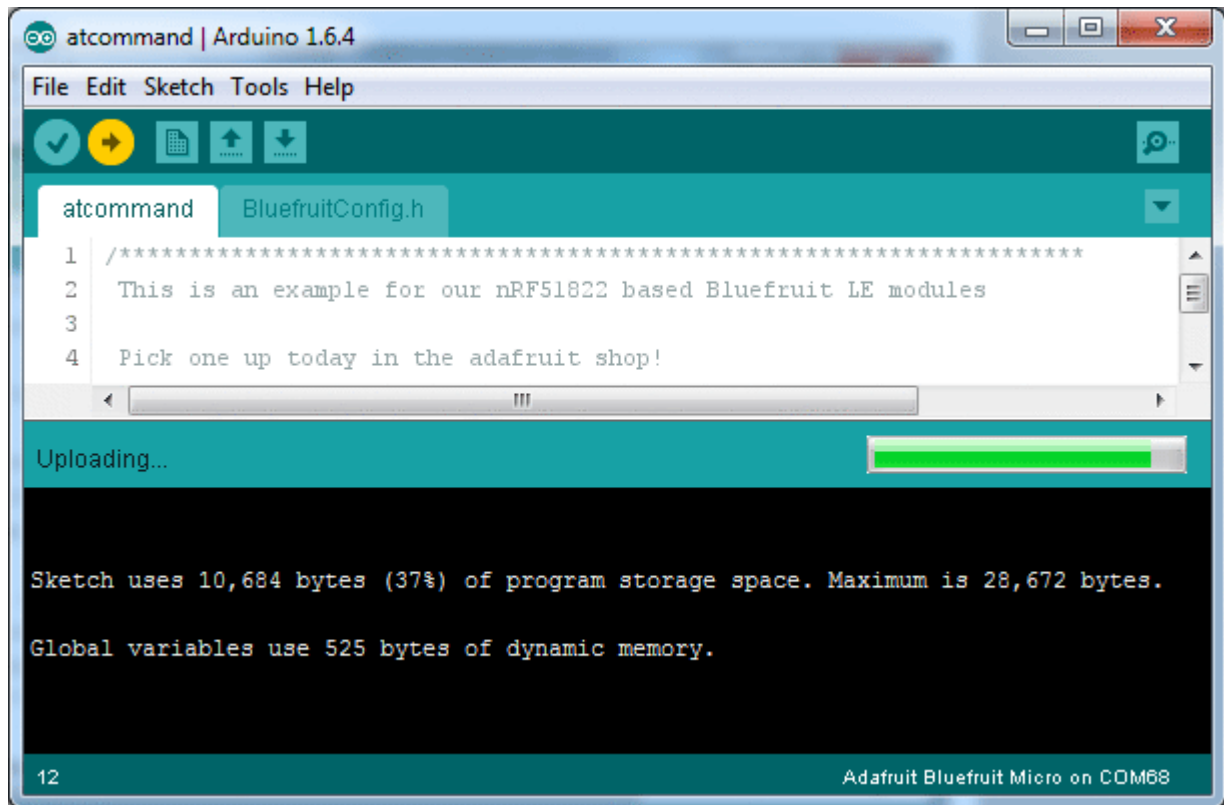 atcommand | Arduino 1.6.4
File Edit Sketch Tools Help
atcommand BluefruitConfig.h
1 /*********************************************************************
2 This is an example for our nRF51822 based Bluefruit LE modules
3
4 Pick one up today in the adafruit shop!
Uploading...
Sketch uses 10,684 bytes (37%) of program storage space. Maximum is 28,672 bytes.
Global variables use 525 bytes of dynamic memory.
12 Adafruit Bluefruit Micro on COM68